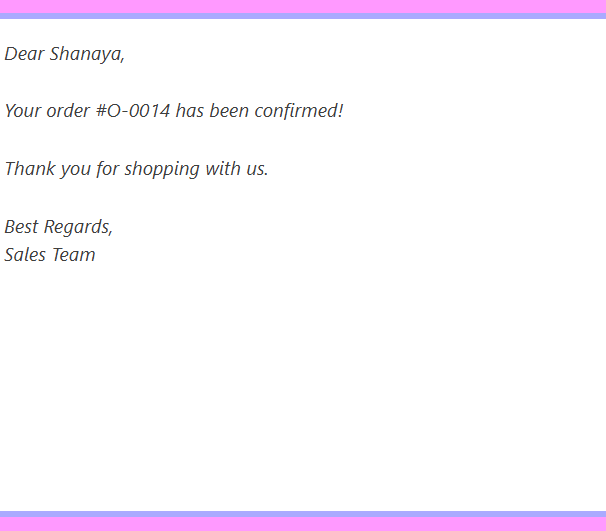 Dear Shanaya,
Your order #O-0014 has been confirmed!
Thank you for shopping with us.
Best Regards,
Sales Team